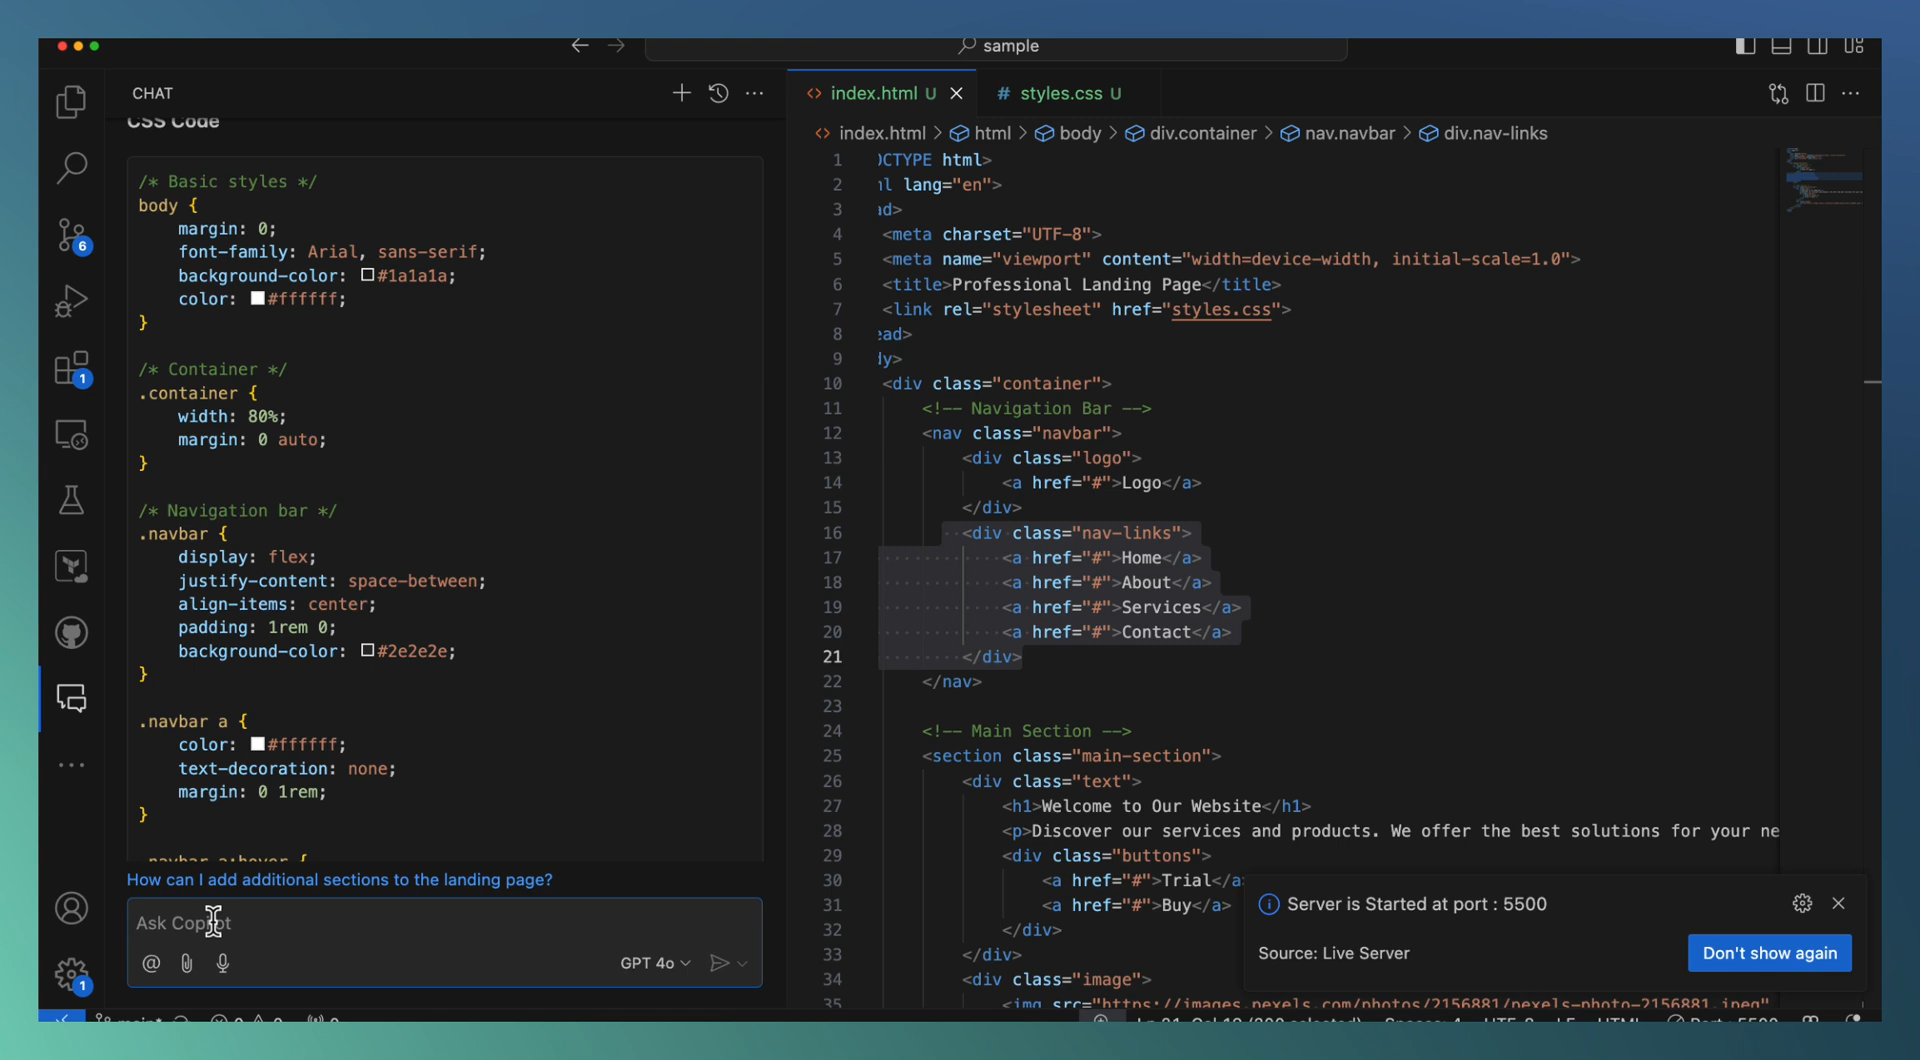 sample
CHAT
CSS Code
/* Basic styles */
body {
margin: 0;
font-family: Arial, sans-serif;
background-color: #1a1a1a;
color: #ffffff;
}
/* Container */
.container {
width: 80%;
margin: 0 auto;
}
/* Navigation bar */
.navbar {
display: flex;
justify-content: space-between;
align-items: center;
padding: 1rem 0;
background-color: #2e2e2e;
}
.navbar a {
color: #ffffff;
text-decoration: none;
margin: 0 1rem;
}
.navbar a:hover {
How can I add additional sections to the landing page?
Ask Copilot
GPT 4o
6
1
1
index.html U
# styles.css U
index.html > html > body > div.container > nav.navbar > div.nav-links
1 OCTYPE html>
2 ml lang="en">
3 ad>
4 <meta charset="UTF-8">
5 <meta name="viewport" content="width=device-width, initial-scale=1.0">
6 <title>Professional Landing Page</title>
7 <link rel="stylesheet" href="styles.css">
8 ead>
9 dy>
10 <div class="container">
11 <!-- Navigation Bar -->
12 <nav class="navbar">
13 <div class="logo">
14 <a href="#">Logo</a>
15 </div>
16 <div class="nav-links">
17 <a href="#">Home</a>
18 <a href="#">About</a>
19 <a href="#">Services</a>
20 <a href="#">Contact</a>
21 </div>
22 </nav>
23
24 <!-- Main Section -->
25 <section class="main-section">
26 <div class="text">
27 <h1>Welcome to Our Website</h1>
28 <p>Discover our services and products. We offer the best solutions for your ne
29 <div class="buttons">
30 <a href="#">Trial</a>
31 <a href="#">Buy</a>
32 </div>
33 </div>
34 <div class="image">
35 <img src="https://images.pexels.com/photos/2156881/pexels-photo-2156881.jpeg"
Server is Started at port : 5500
Source: Live Server
Don't show again
main*